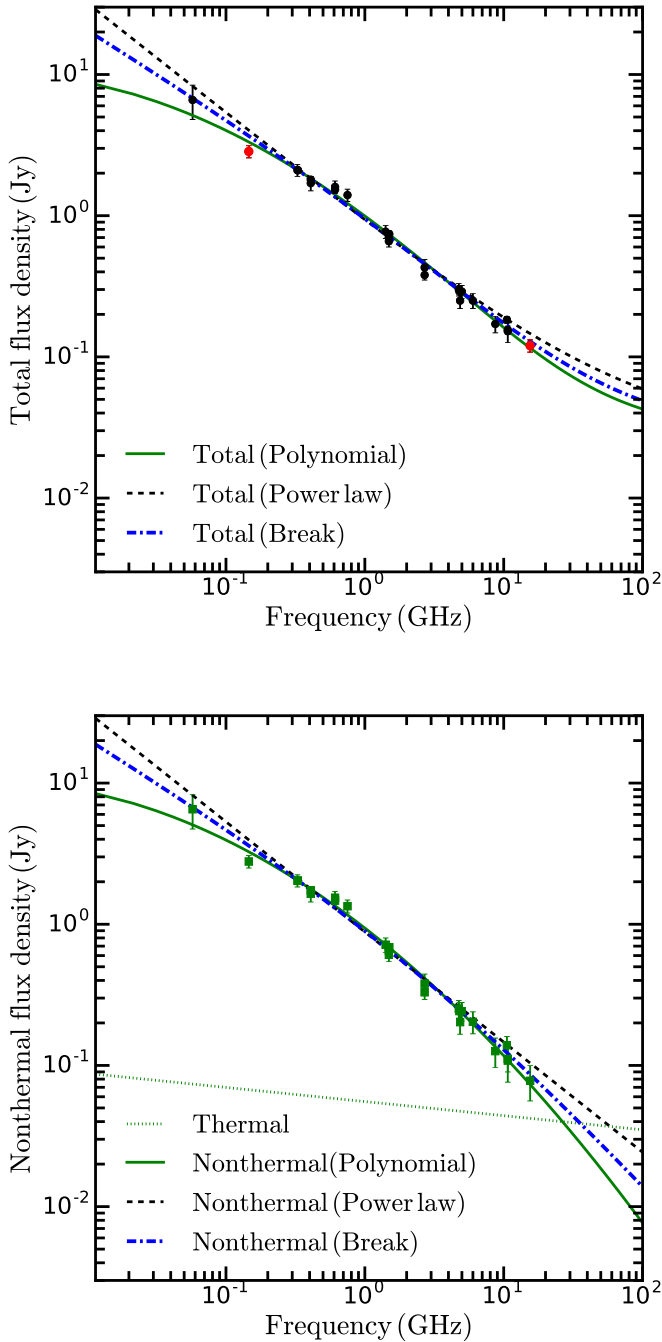 10^1
10^0
10^-1
10^-2
Total flux density (Jy)
Total (Polynomial)
Total (Power law)
Total (Break)
10^-1 10^0 10^1 10^2
Frequency (GHz)
10^1
10^0
10^-1
10^-2
Nonthermal flux density (Jy)
Thermal
Nonthermal(Polynomial)
Nonthermal (Power law)
Nonthermal (Break)
10^-1 10^0 10^1 10^2
Frequency (GHz)